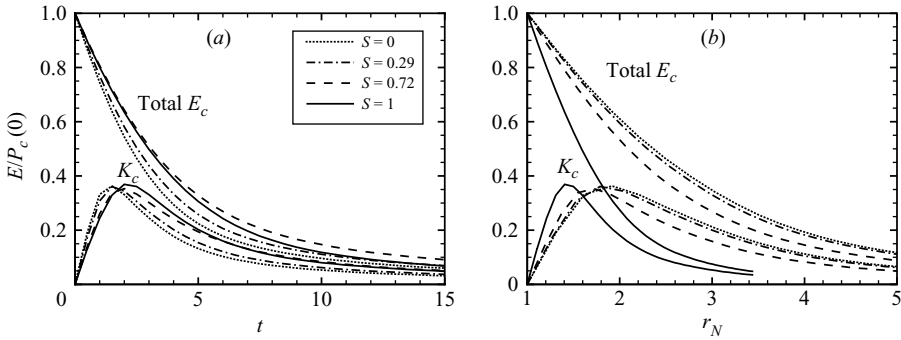 1.0
0.8
0.6
0.4
0.2
0
E/P_c (0)
(a)
S = 0
S = 0.29
S = 0.72
S = 1
Total E_c
K_c
0
5
10
15
t
1.0
0.8
0.6
0.4
0.2
0
(b)
Total E_c
K_c
1
2
3
4
5
r_N